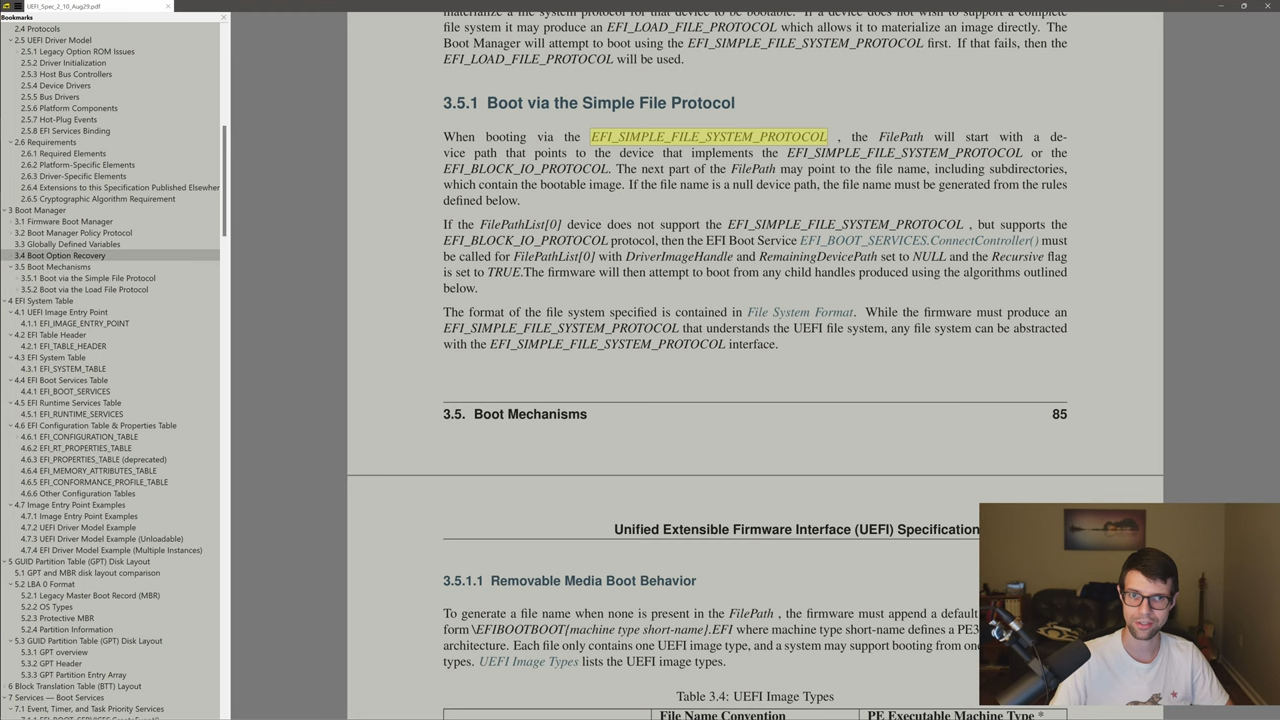 UEFI_Spec_2_10_Aug29.pdf
Bookmarks
2.4 Protocols
2.5 UEFI Driver Model
2.5.1 Legacy Option ROM Issues
2.5.2 Driver Initialization
2.5.3 Host Bus Controllers
2.5.4 Device Drivers
2.5.5 Bus Drivers
2.5.6 Platform Components
2.5.7 Hot-Plug Events
2.5.8 EFI Services Binding
2.6 Requirements
2.6.1 Required Elements
2.6.2 Platform-Specific Elements
2.6.3 Driver-Specific Elements
2.6.4 Extensions to this Specification Published Elsewher
2.6.5 Cryptographic Algorithm Requirement
3 Boot Manager
3.1 Firmware Boot Manager
3.2 Boot Manager Policy Protocol
3.3 Globally Defined Variables
3.4 Boot Option Recovery
3.5 Boot Mechanisms
3.5.1 Boot via the Simple File Protocol
3.5.2 Boot via the Load File Protocol
4 EFI System Table
4.1 UEFI Image Entry Point
4.1.1 EFI_IMAGE_ENTRY_POINT
4.2 EFI Table Header
4.2.1 EFI_TABLE_HEADER
4.3 EFI System Table
4.3.1 EFI_SYSTEM_TABLE
4.4 EFI Boot Services Table
4.4.1 EFI_BOOT_SERVICES
4.5 EFI Runtime Services Table
4.5.1 EFI_RUNTIME_SERVICES
4.6 EFI Configuration Table & Properties Table
4.6.1 EFI_CONFIGURATION_TABLE
4.6.2 EFI_RT_PROPERTIES_TABLE
4.6.3 EFI_PROPERTIES_TABLE (deprecated)
4.6.4 EFI_MEMORY_ATTRIBUTES_TABLE
4.6.5 EFI_CONFORMANCE_PROFILE_TABLE
4.6.6 Other Configuration Tables
4.7 Image Entry Point Examples
4.7.1 Image Entry Point Examples
4.7.2 UEFI Driver Model Example
4.7.3 UEFI Driver Model Example (Unloadable)
4.7.4 EFI Driver Model Example (Multiple Instances)
5 GUID Partition Table (GPT) Disk Layout
5.1 GPT and MBR disk layout comparison
5.2 LBA 0 Format
5.2.1 Legacy Master Boot Record (MBR)
5.2.2 OS Types
5.2.3 Protective MBR
5.2.4 Partition Information
5.3 GUID Partition Table (GPT) Disk Layout
5.3.1 GPT overview
5.3.2 GPT Header
5.3.3 GPT Partition Entry Array
6 Block Translation Table (BTT) Layout
7 Services — Boot Services
7.1 Event, Timer, and Task Priority Services
file system it may produce an EFI_LOAD_FILE_PROTOCOL which allows it to materialize an image directly. The
Boot Manager will attempt to boot using the EFI_SIMPLE_FILE_SYSTEM_PROTOCOL first. If that fails, then the
EFI_LOAD_FILE_PROTOCOL will be used.
3.5.1 Boot via the Simple File Protocol
When booting via the EFI_SIMPLE_FILE_SYSTEM_PROTOCOL , the FilePath will start with a de-
vice path that points to the device that implements the EFI_SIMPLE_FILE_SYSTEM_PROTOCOL or the
EFI_BLOCK_IO_PROTOCOL. The next part of the FilePath may point to the file name, including subdirectories,
which contain the bootable image. If the file name is a null device path, the file name must be generated from the rules
defined below.
If the FilePathList[0] device does not support the EFI_SIMPLE_FILE_SYSTEM_PROTOCOL , but supports the
EFI_BLOCK_IO_PROTOCOL protocol, then the EFI Boot Service EFI_BOOT_SERVICES.ConnectController() must
be called for FilePathList[0] with DriverImageHandle and RemainingDevicePath set to NULL and the Recursive flag
is set to TRUE.The firmware will then attempt to boot from any child handles produced using the algorithms outlined
below.
The format of the file system specified is contained in File System Format. While the firmware must produce an
EFI_SIMPLE_FILE_SYSTEM_PROTOCOL that understands the UEFI file system, any file system can be abstracted
with the EFI_SIMPLE_FILE_SYSTEM_PROTOCOL interface.
3.5. Boot Mechanisms 85
Unified Extensible Firmware Interface (UEFI) Specification
3.5.1.1 Removable Media Boot Behavior
To generate a file name when none is present in the FilePath , the firmware must append a default
form \EFIBOOTBOOT{machine type short-name}.EFI where machine type short-name defines a PE3
architecture. Each file only contains one UEFI image type, and a system may support booting from one
types. UEFI Image Types lists the UEFI image types.
Table 3.4: UEFI Image Types
File Name Convention PE Executable Machine Type *